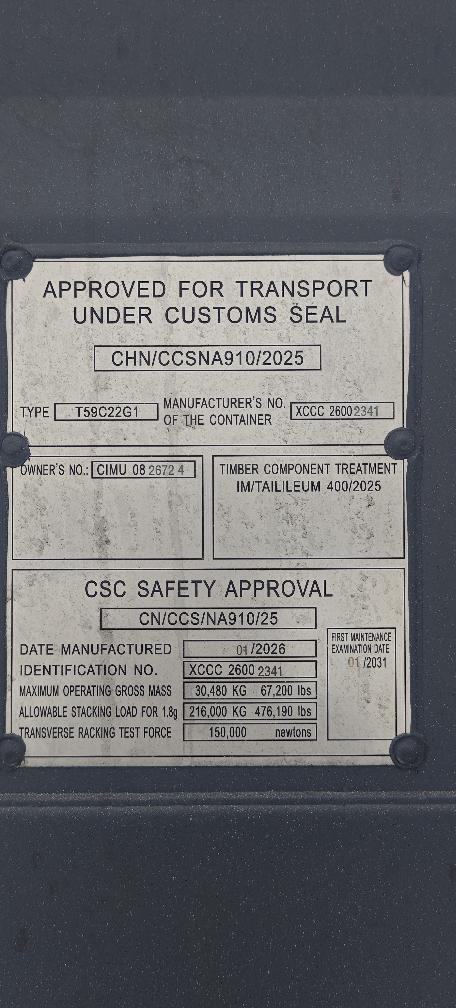 APPROVED FOR TRANSPORT
UNDER CUSTOMS SEAL
CHN/CCSNA910/2025
TYPE T59C22G1 MANUFACTURER'S NO. OF THE CONTAINER XCCC 26002341
OWNER'S NO.: CIMU 08 2672 4
TIMBER COMPONENT TREATMENT
IM/TAILILEUM 400/2025
CSC SAFETY APPROVAL
CN/CCS/NA910/25
DATE MANUFACTURED 01/2026
IDENTIFICATION NO. XCCC 2600 2341
MAXIMUM OPERATING GROSS MASS 30,480 KG 67,200 lbs
ALLOWABLE STACKING LOAD FOR 1.8g 216,000 KG 476,190 lbs
TRANSVERSE RACKING TEST FORCE 150,000 newtons
FIRST MAINTENANCE
EXAMINATION DATE
01/2031